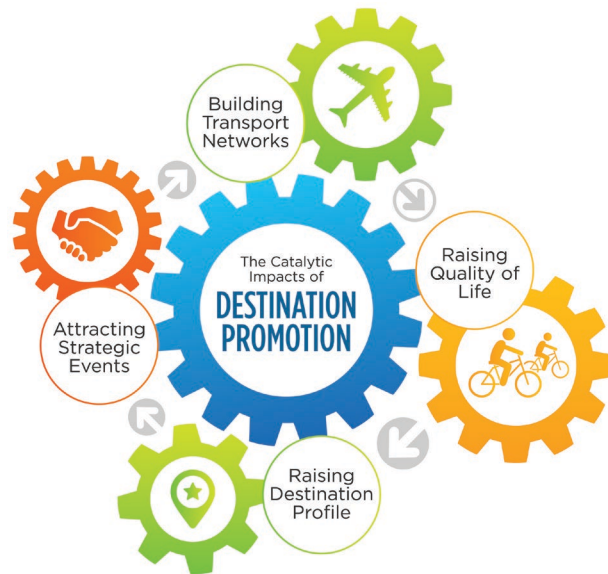 Building
Transport
Networks
The Catalytic
Impacts of
DESTINATION
PROMOTION
Raising
Quality of
Life
Attracting
Strategic
Events
Raising
Destination
Profile